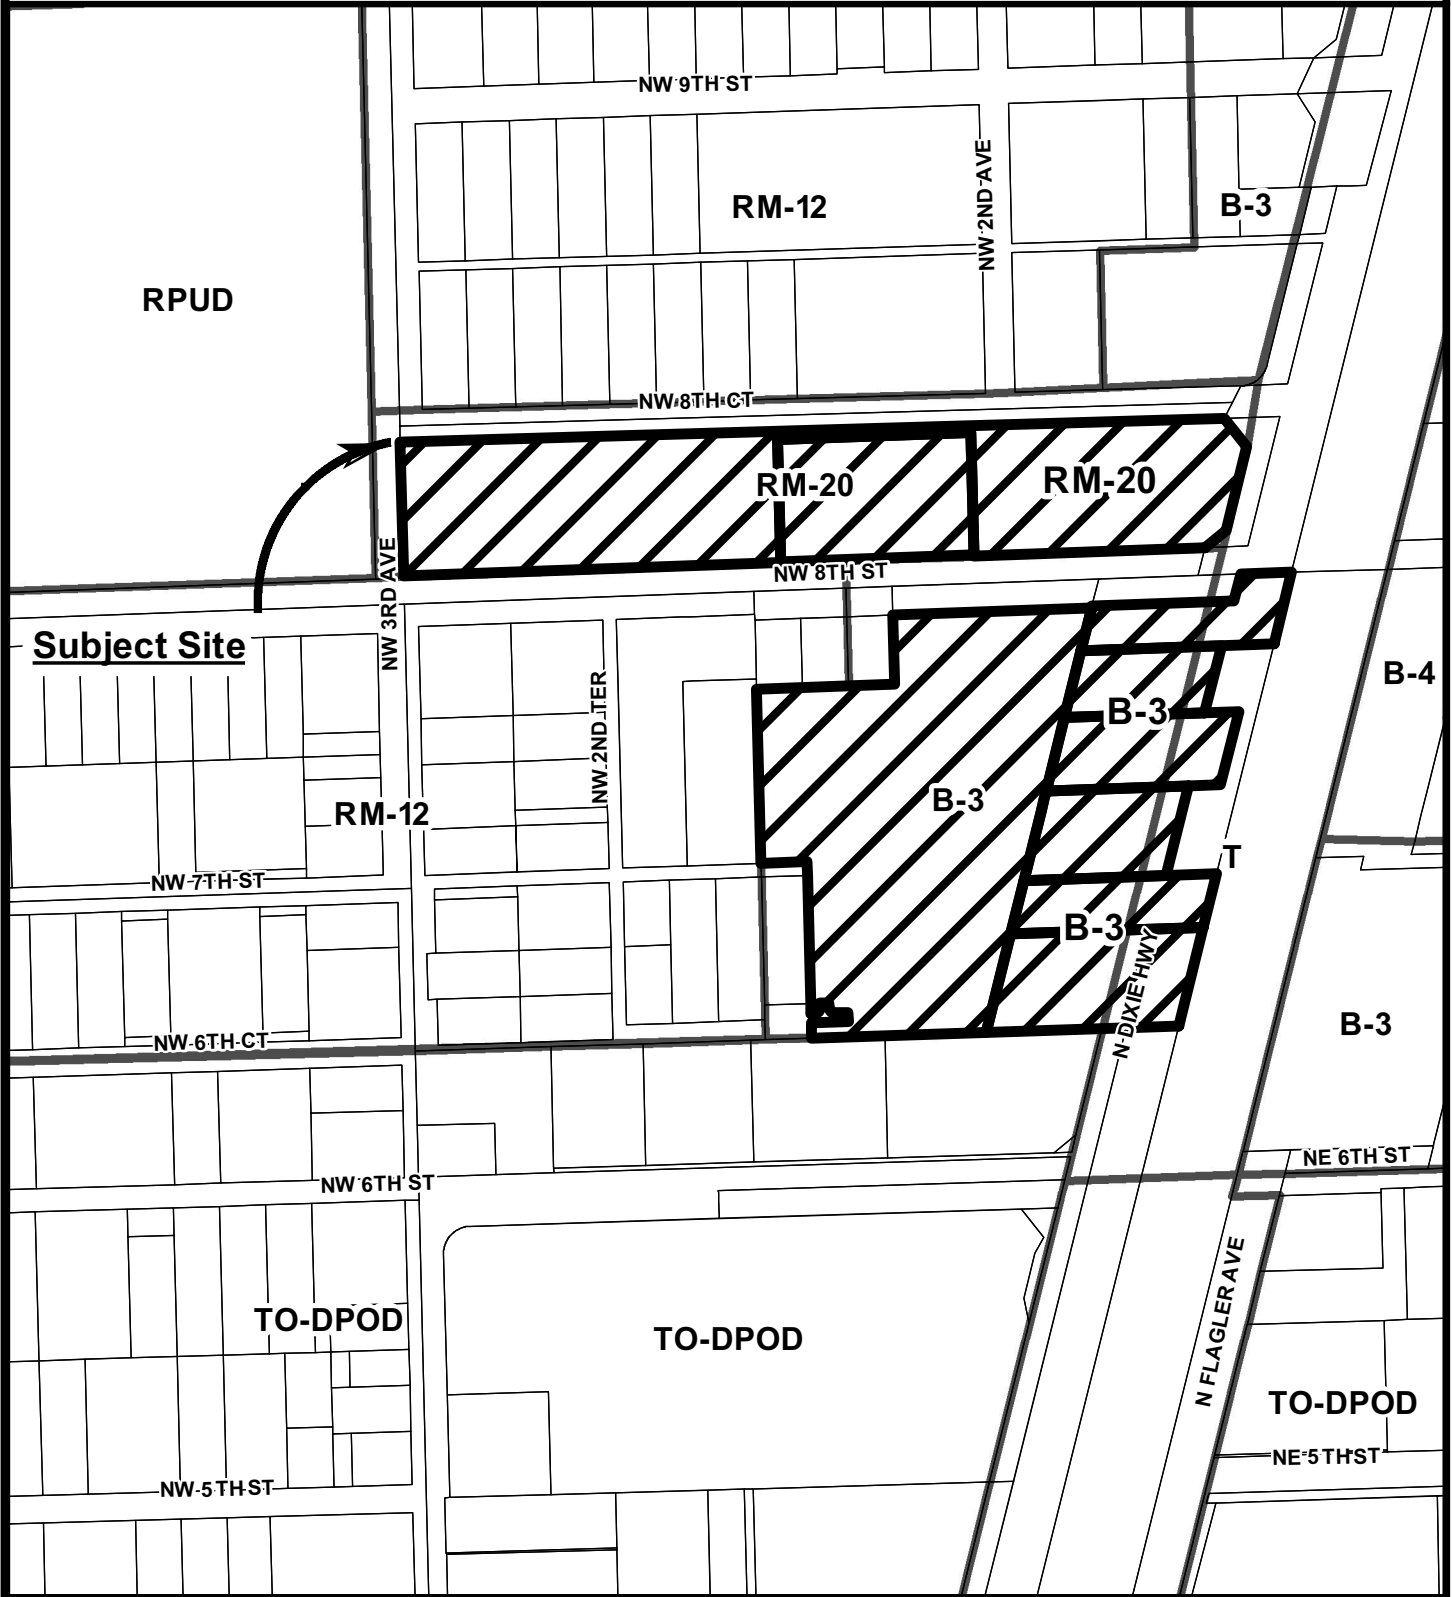 NW 9TH ST
RM-12
NW 2ND AVE
B-3
RPUD
NW 8TH CT
RM-20
RM-20
NW 8TH ST
NW 3RD AVE
Subject Site
B-4
NW 2ND TER
B-3
B-3
RM-12
T
NW 7TH ST
B-3
N DIXIE HWY
B-3
NW 6TH CT
NE 6TH ST
NW 6TH ST
N FLAGLER AVE
TO-DPOD
TO-DPOD
TO-DPOD
NE 5TH ST
NW 5TH ST